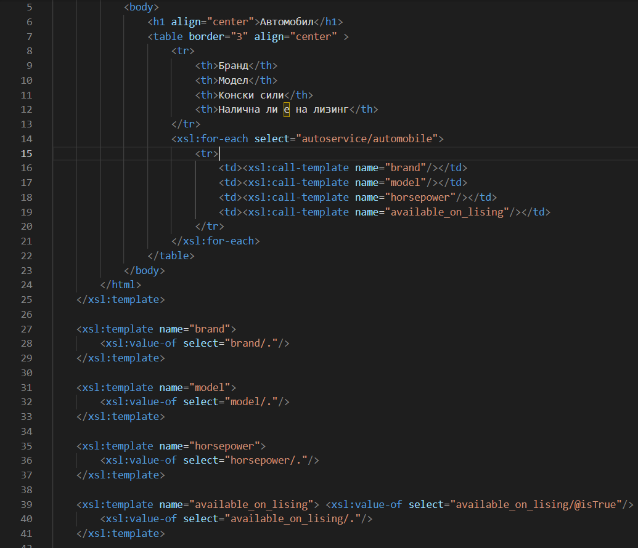 5 <body>
6 <h1 align="center">Автомобил</h1>
7 <table border="3" align="center" >
8 <tr>
9 <th>Бранд</th>
10 <th>Модел</th>
11 <th>Конски сили</th>
12 <th>Налична ли е на лизинг</th>
13 </tr>
14 <xsl:for-each select="autoservice/automobile">
15 <tr>
16 <td><xsl:call-template name="brand"/></td>
17 <td><xsl:call-template name="model"/></td>
18 <td><xsl:call-template name="horsepower"/></td>
19 <td><xsl:call-template name="available_on_lising"/></td>
20 </tr>
21 </xsl:for-each>
22 </table>
23 </body>
24 </html>
25 </xsl:template>
26
27 <xsl:template name="brand">
28 <xsl:value-of select="brand/."/>
29 </xsl:template>
30
31 <xsl:template name="model">
32 <xsl:value-of select="model/."/>
33 </xsl:template>
34
35 <xsl:template name="horsepower">
36 <xsl:value-of select="horsepower/."/>
37 </xsl:template>
38
39 <xsl:template name="available_on_lising"> <xsl:value-of select="available_on_lising/@isTrue"/>
40 <xsl:value-of select="available_on_lising/."/>
41 </xsl:template>